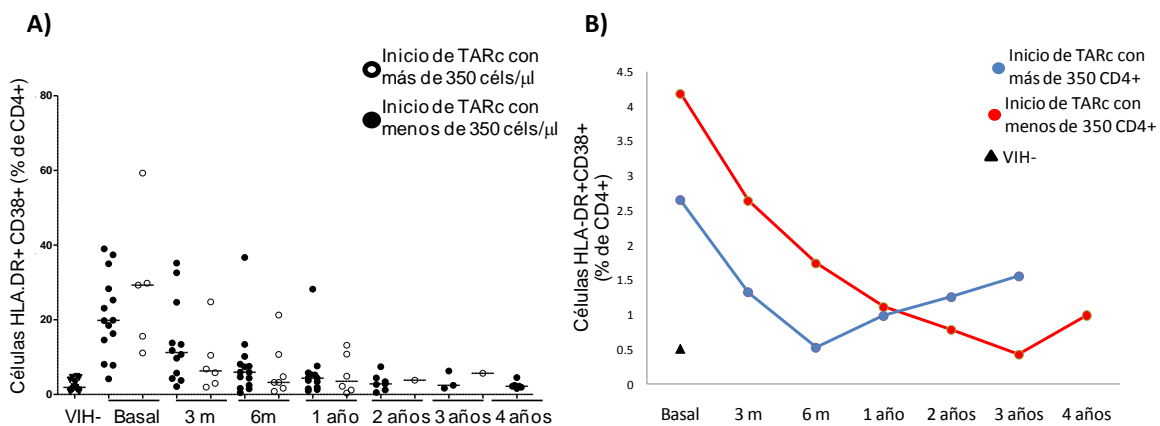 A)
Inicio de TARc con
más de 350 céls/µl
Inicio de TARc con
menos de 350 céls/µl
Células HLA.DR+CD38+ (% de CD4+)
80
60
40
20
0
VIH- Basal 3 m 6m 1 año 2 años 3 años 4 años
B)
Inicio de TARc con
más de 350 CD4+
Inicio de TARc con
menos de 350 CD4+
VIH-
Células HLA-DR+CD38+
(% de CD4+)
4.5
4
3.5
3
2.5
2
1.5
1
0.5
0
Basal 3 m 6 m 1 año 2 años 3 años 4 años